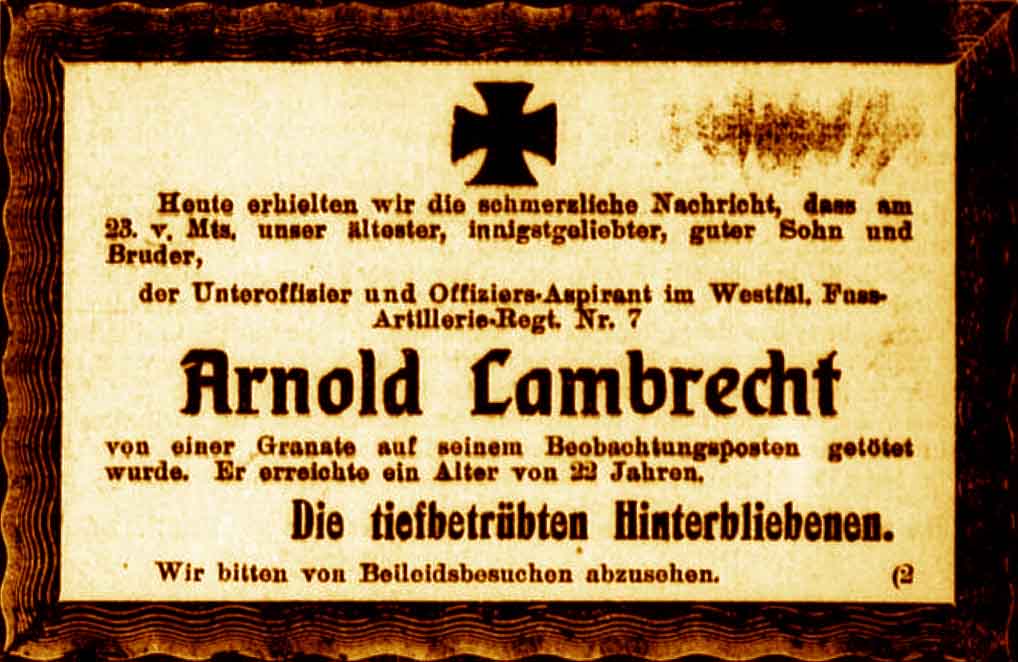 Heute erhielten wir die schmerzliche Nachricht, dass am
23. v. Mts. unser ältester, innigstgeliebter, guter Sohn und
Bruder,
der Unteroffizier und Offiziers-Aspirant im Westfäl. Fuss-
Artillerie-Regt. Nr. 7
Arnold Lambrecht
von einer Granate auf seinem Beobachtungsposten getötet
wurde. Er erreichte ein Alter von 22 Jahren.
Die tiefbetrübten Hinterbliebenen.
Wir bitten von Beileidsbesuchen abzusehen. (2